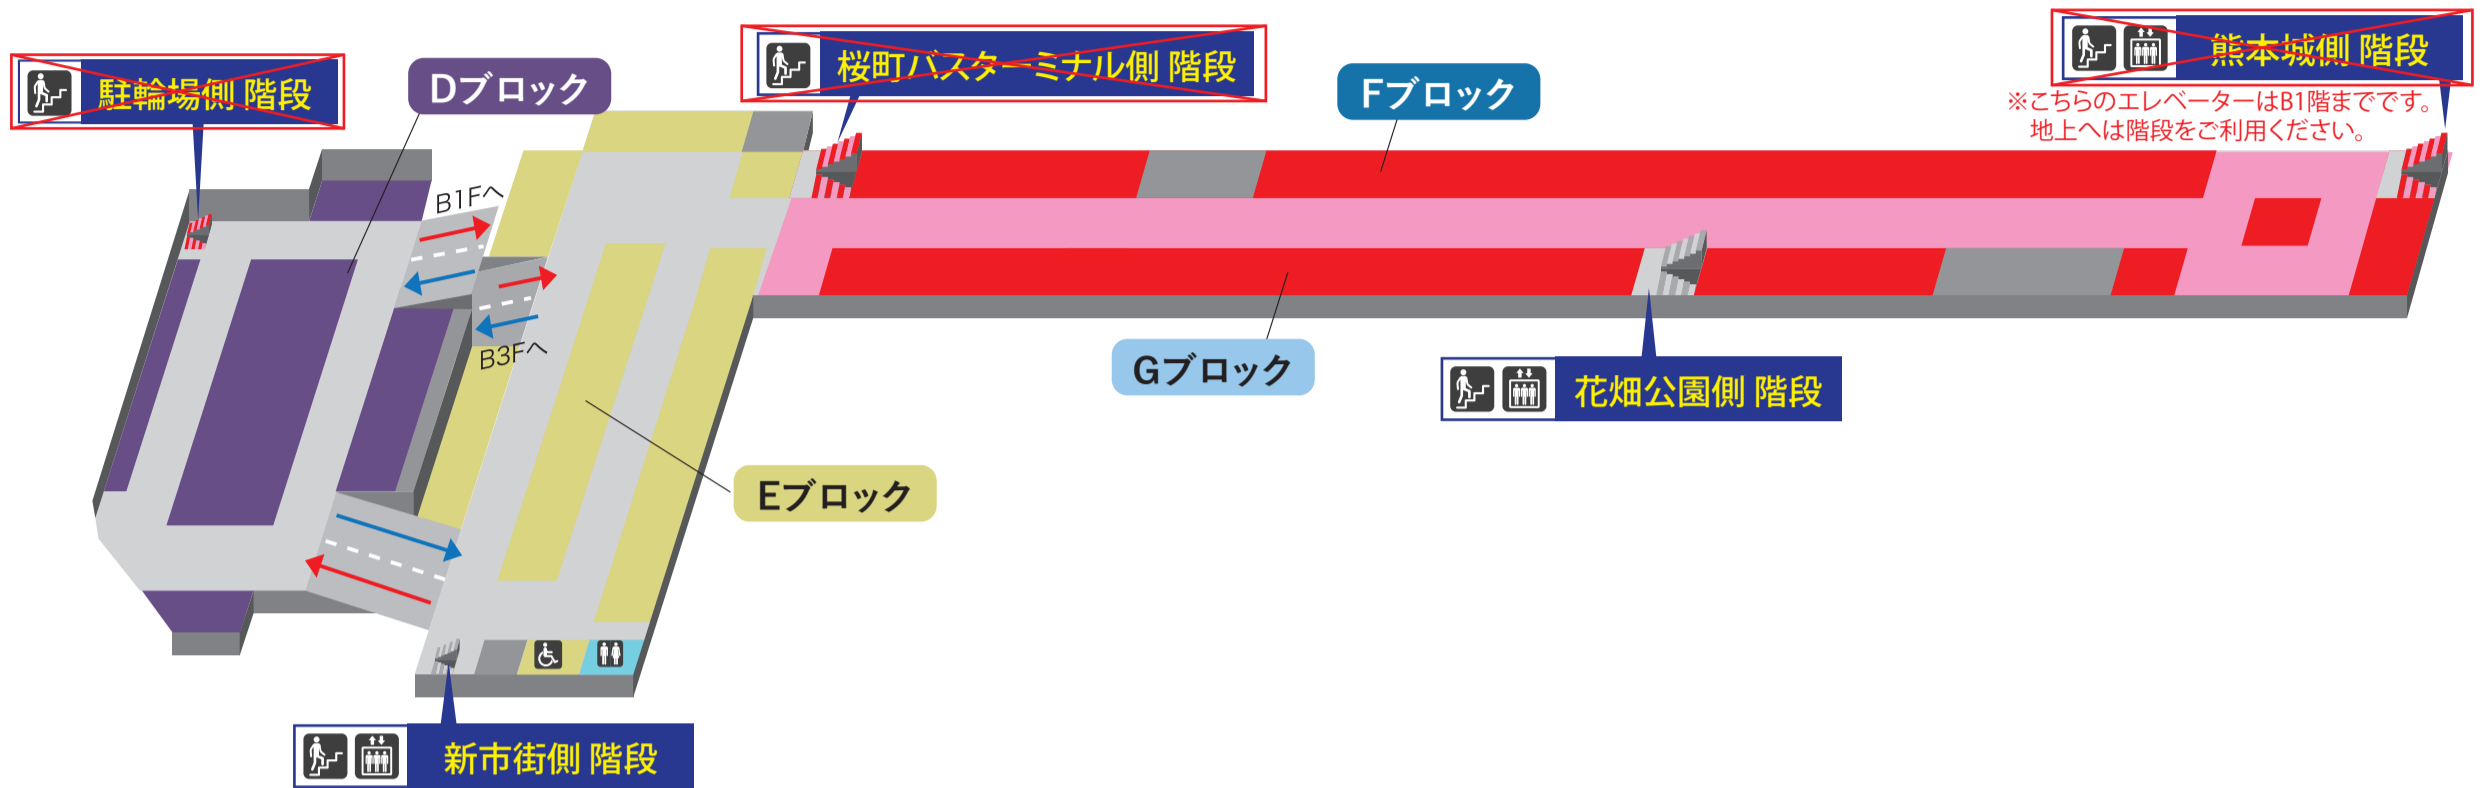 駐輪場側 階段
Dブロック
桜町バスターミナル側 階段
Fブロック
熊本城側 階段
※こちらのエレベーターはB1階までです。
地上へは階段をご利用ください。
B1Fへ
B3Fへ
Gブロック
花畑公園側 階段
Eブロック
新市街側 階段